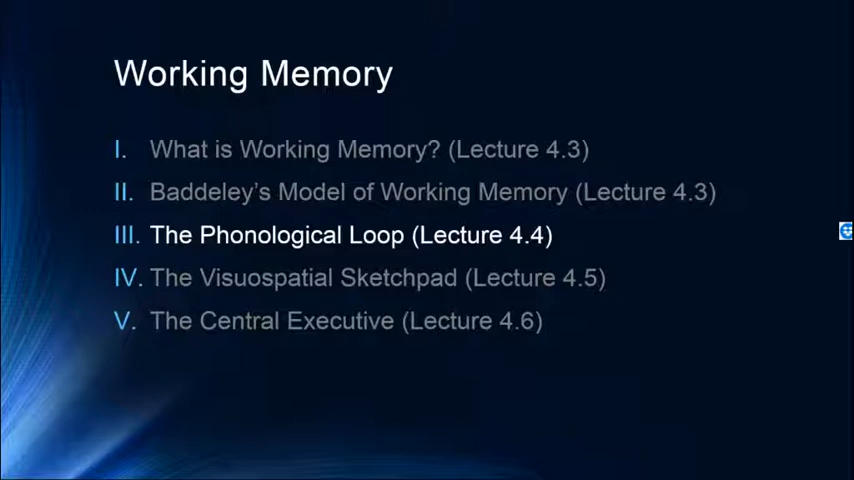 Working Memory
I. What is Working Memory? (Lecture 4.3)
II. Baddeley's Model of Working Memory (Lecture 4.3)
III. The Phonological Loop (Lecture 4.4)
IV. The Visuospatial Sketchpad (Lecture 4.5)
V. The Central Executive (Lecture 4.6)